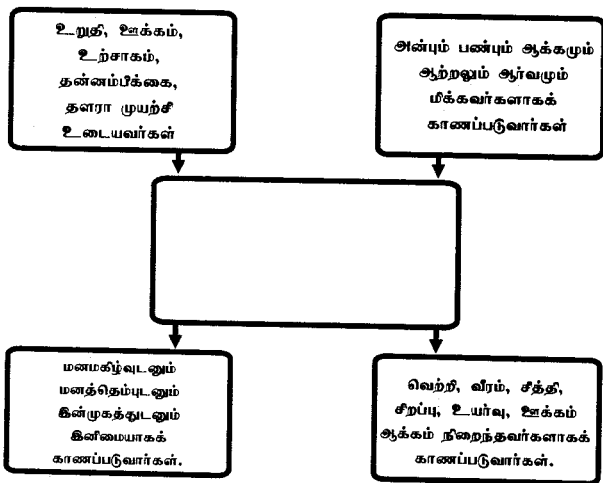 உறுதி, ஊக்கம்,
உற்சாகம்,
தன்னம்பீக்கை,
தளரா முயற்சி
உடையவர்கள்
அன்பும் பண்பும் ஆக்கமும்
ஆற்றலும் ஆர்வமும்
மிக்கவர்களாகக்
காணப்படுவார்கள்
மனமகிழ்வுடனும்
மனத்தெம்புடனும்
இன்முகத்துடனும்
இனிமையாகக்
காணப்படுவார்கள்.
வெற்றி, வீரம், சித்தி,
சிறப்பு, உயர்வு, ஊக்கம்
ஆக்கம் நிறைந்தவர்களாகக்
காணப்படுவார்கள்.